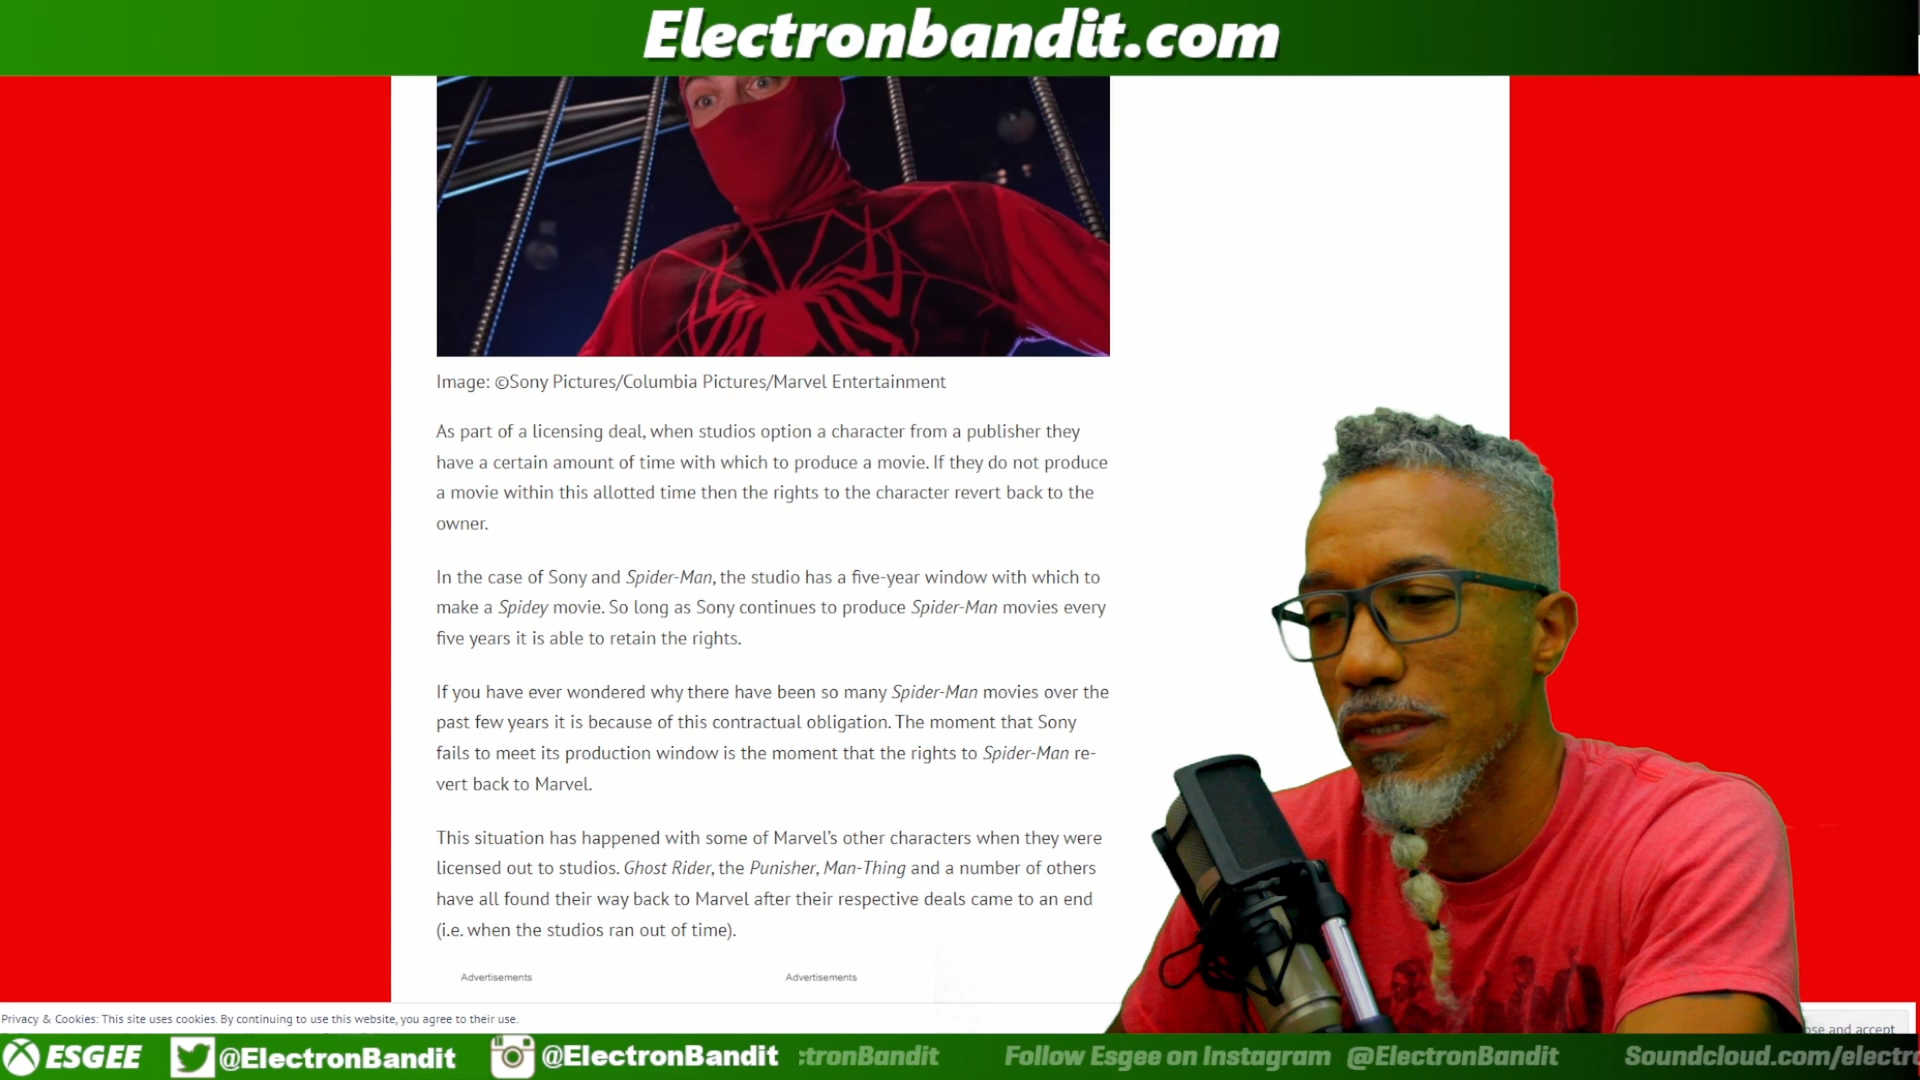 Electronbandit.com
Image: ©Sony Pictures/Columbia Pictures/Marvel Entertainment
As part of a licensing deal, when studios option a character from a publisher they
have a certain amount of time with which to produce a movie. If they do not produce
a movie within this allotted time then the rights to the character revert back to the
owner.
In the case of Sony and Spider-Man, the studio has a five-year window with which to
make a Spidey movie. So long as Sony continues to produce Spider-Man movies every
five years it is able to retain the rights.
If you have ever wondered why there have been so many Spider-Man movies over the
past few years it is because of this contractual obligation. The moment that Sony
fails to meet its production window is the moment that the rights to Spider-Man re-
vert back to Marvel.
This situation has happened with some of Marvel's other characters when they were
licensed out to studios. Ghost Rider, the Punisher, Man-Thing and a number of others
have all found their way back to Marvel after their respective deals came to an end
(i.e. when the studios ran out of time).
Advertisements Advertisements
Privacy & Cookies: This site uses cookies. By continuing to use this website, you agree to their use.
and accept
ESGEE @ElectronBandit @ElectronBandit :tronBandit Follow Esgee on Instagram @ElectronBandit Soundcloud.com/electro